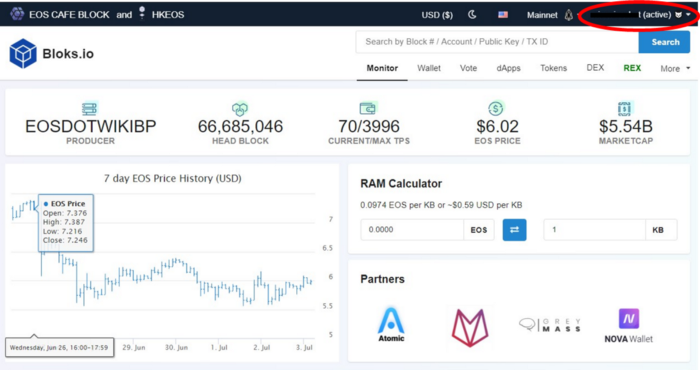 EOS CAFE BLOCK and HKEOS USD ($) Mainnet t (active)
Bloks.io
Search by Block # / Account / Public Key / TX ID Search
Monitor Wallet Vote dApps Tokens DEX REX More
EOSDOTWIKIBP 66,685,046 70/3996 $6.02 $5.54B
PRODUCER HEAD BLOCK CURRENT/MAX TPS EOS PRICE MARKETCAP
7 day EOS Price History (USD)
EOS Price
Open: 7.376
High: 7.387
Low: 7.216
Close: 7.246
7
6.5
6
5.5
5
Wednesday, Jun 26, 16:00-17:59
29. Jun 30. Jun 1. Jul 2. Jul 3. Jul
RAM Calculator
0.0974 EOS per KB or ~$0.59 USD per KB
0.0000 EOS 1 KB
Partners
Atomic
GREY
MASS
NOVA Wallet